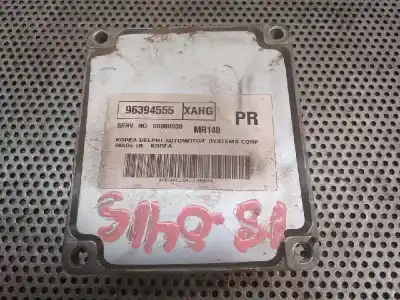 96394555 XAHG
PR
SERV. NO. 00000000 MR140
KOREA DELPHI AUTOMOTIVE SYSTEMS CORP
MADE IN KOREA